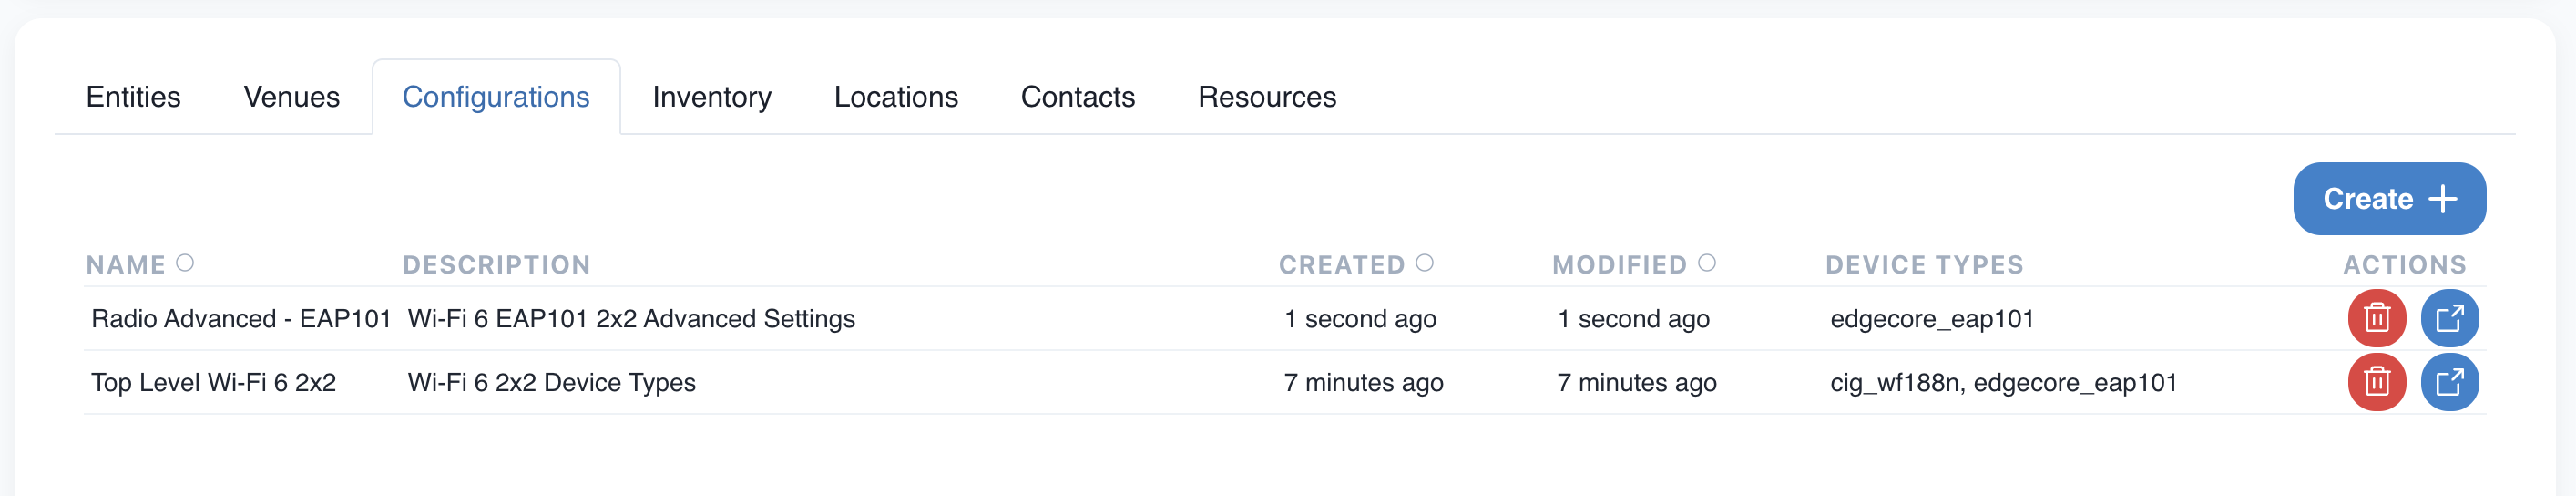 Entities Venues Configurations Inventory Locations Contacts Resources
Create
NAME DESCRIPTION CREATED MODIFIED DEVICE TYPES ACTIONS
Radio Advanced - EAP101 Wi-Fi 6 EAP101 2x2 Advanced Settings 1 second ago 1 second ago edgecore_eap101
Top Level Wi-Fi 6 2x2 Wi-Fi 6 2x2 Device Types 7 minutes ago 7 minutes ago cig_wf188n, edgecore_eap101